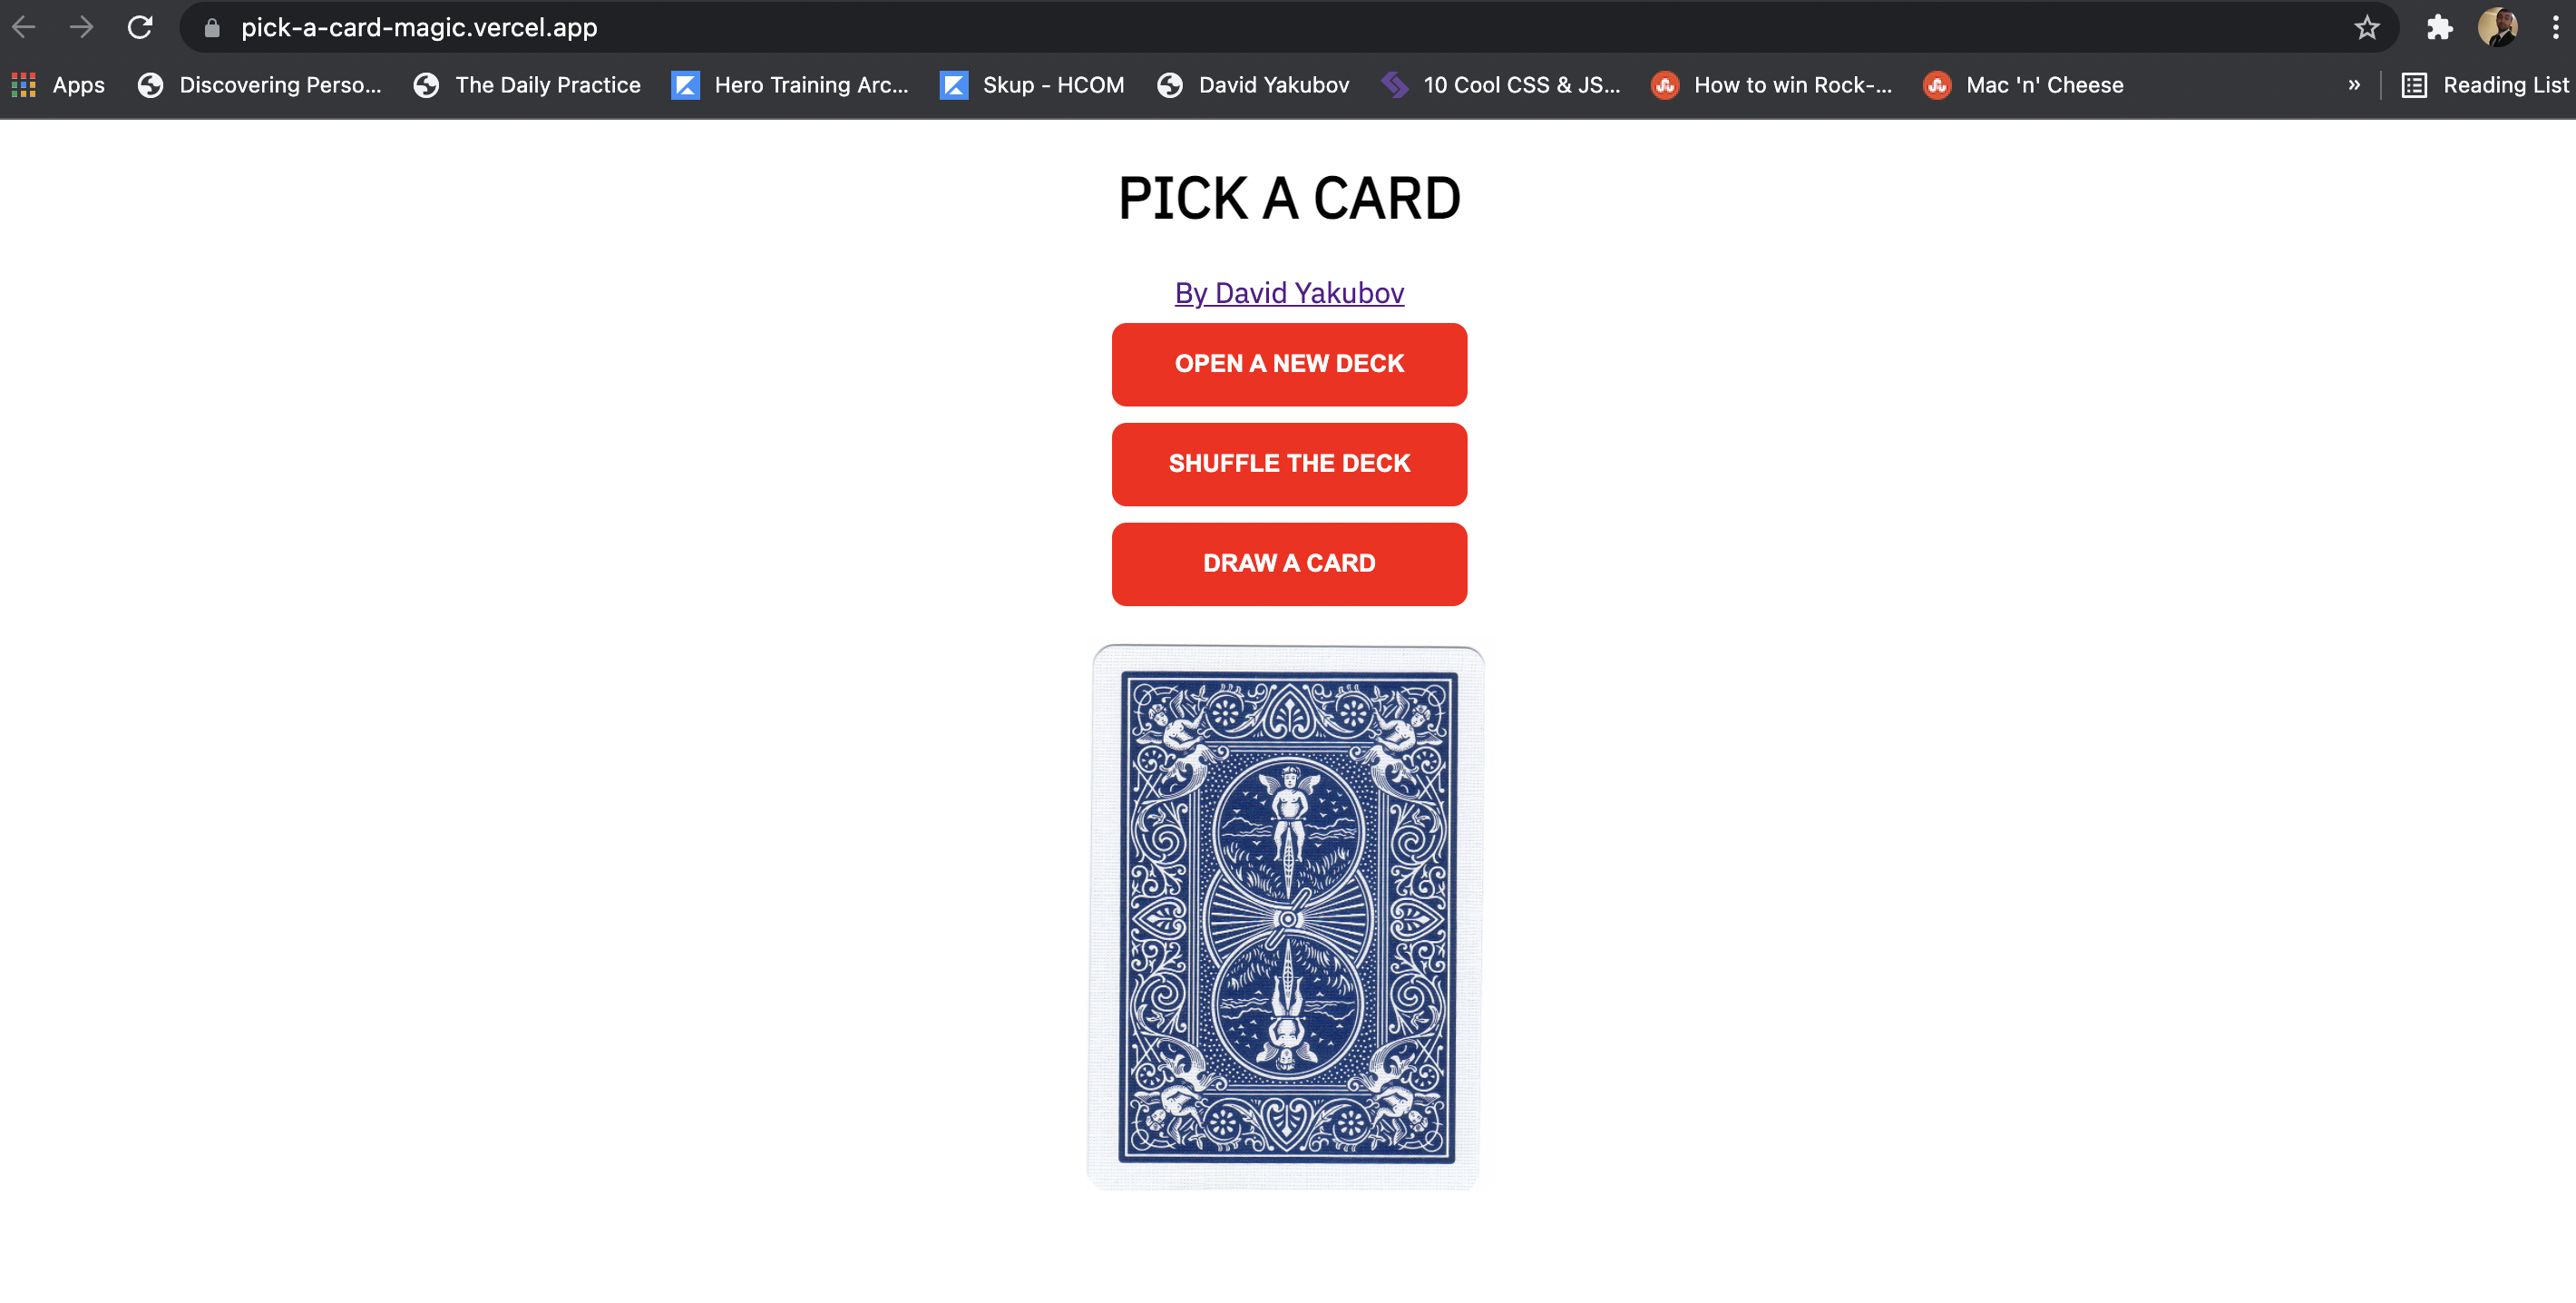 pick-a-card-magic.vercel.app
Apps Discovering Perso... The Daily Practice Hero Training Arc... Skup - HCOM David Yakubov 10 Cool CSS & JS... How to win Rock-... Mac 'n' Cheese » Reading List
PICK A CARD
By David Yakubov
OPEN A NEW DECK
SHUFFLE THE DECK
DRAW A CARD